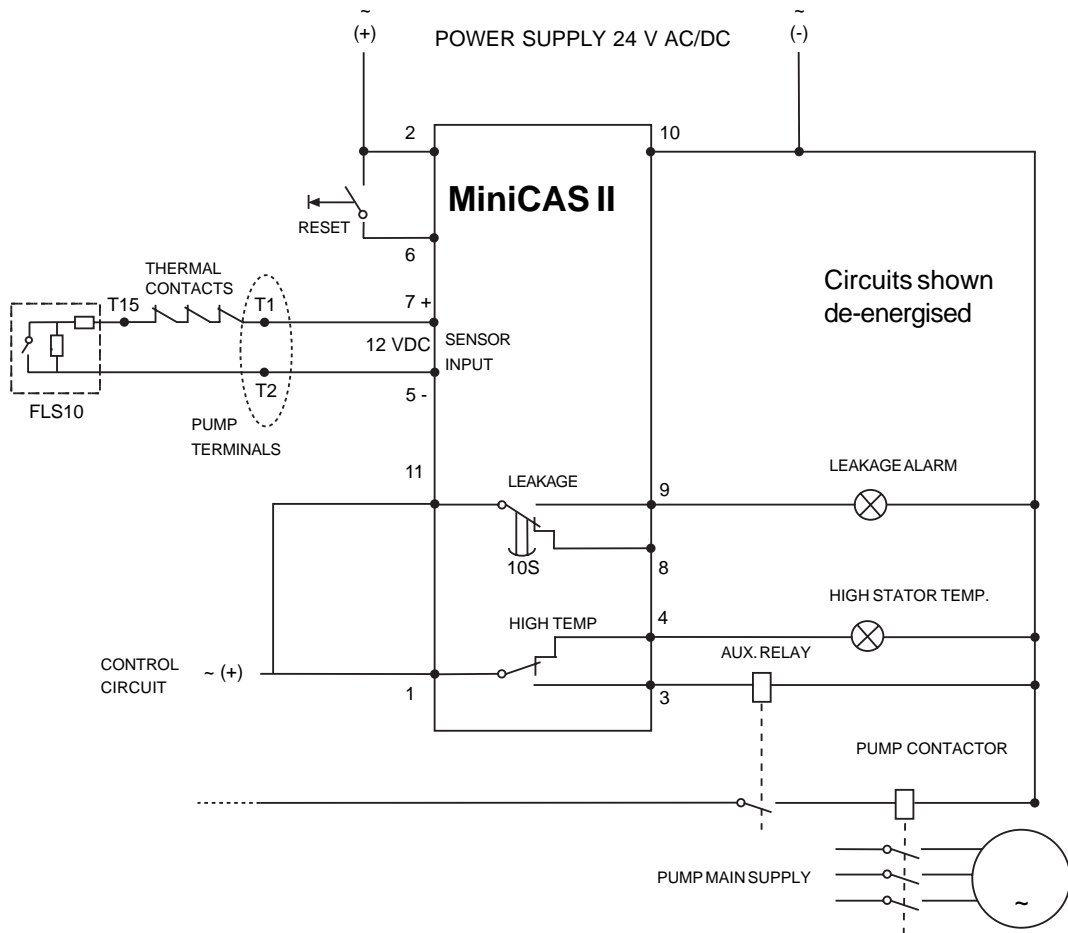 ~
(+)
POWER SUPPLY 24 V AC/DC
~
(-)
2
10
MiniCAS II
RESET
6
THERMAL
CONTACTS
T15
T1
7 +
12 VDC
SENSOR
INPUT
T2
5 -
FLS10
PUMP
TERMINALS
Circuits shown
de-energised
11
LEAKAGE
9
LEAKAGE ALARM
10S
8
HIGH STATOR TEMP.
HIGH TEMP
4
AUX. RELAY
CONTROL
CIRCUIT
~ (+)
1
3
PUMP CONTACTOR
PUMP MAIN SUPPLY
~